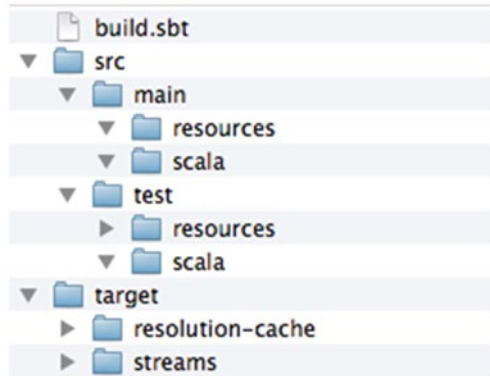 build.sbt
src
main
resources
scala
test
resources
scala
target
resolution-cache
streams